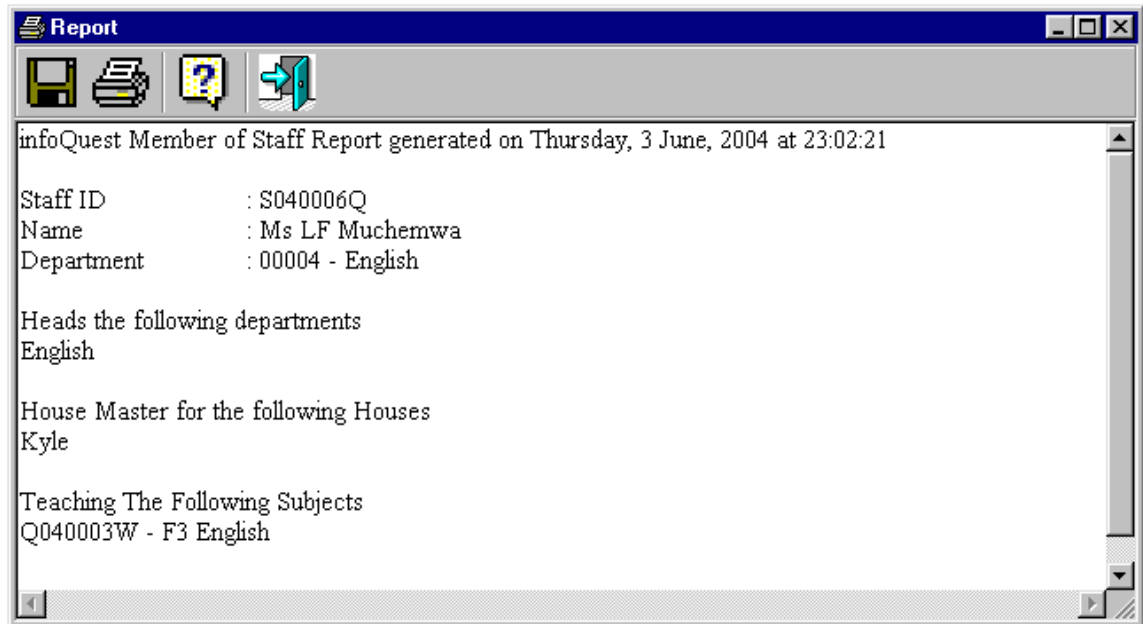 Report
infoQuest Member of Staff Report generated on Thursday, 3 June, 2004 at 23:02:21
Staff ID : S040006Q
Name : Ms LF Muchemwa
Department : 00004 - English
Heads the following departments
English
House Master for the following Houses
Kyle
Teaching The Following Subjects
Q040003W - F3 English